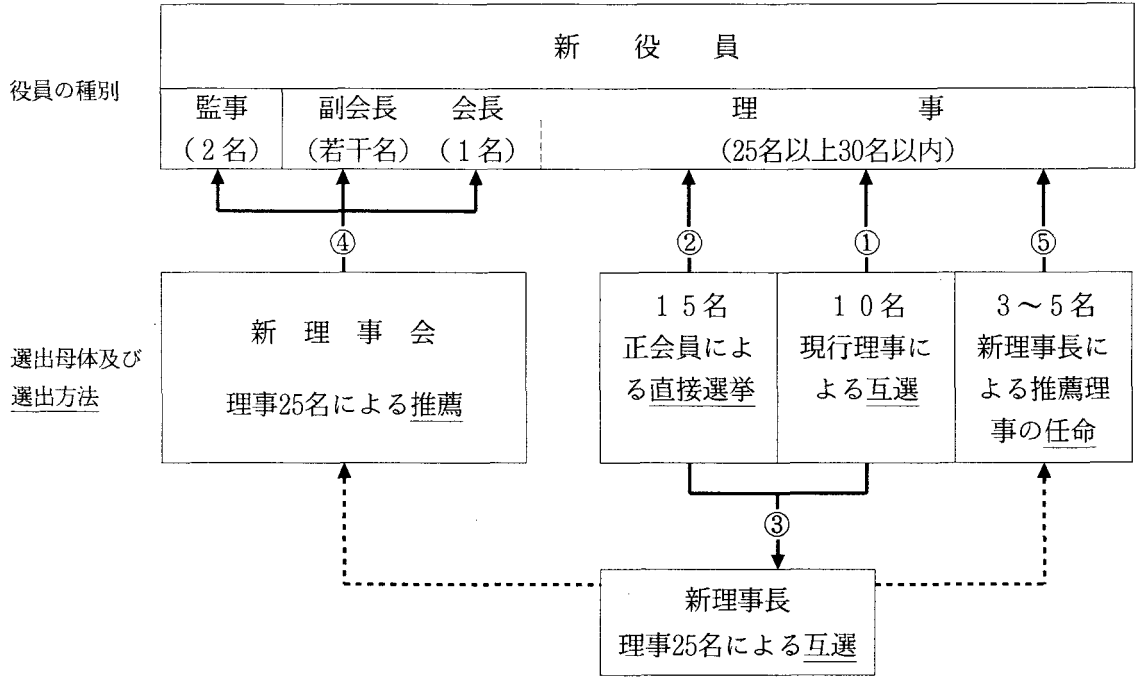 新役員
役員の種別
監事
(2名)
副会長
(若干名)
会長
(1名)
理事
(25名以上30名以内)
④
②
①
⑤
選出母体及び
選出方法
新理事会
理事25名による推薦
15名
正会員によ
る直接選挙
10名
現行理事に
よる互選
3～5名
新理事長に
よる推薦理
事の任命
③
新理事長
理事25名による互選